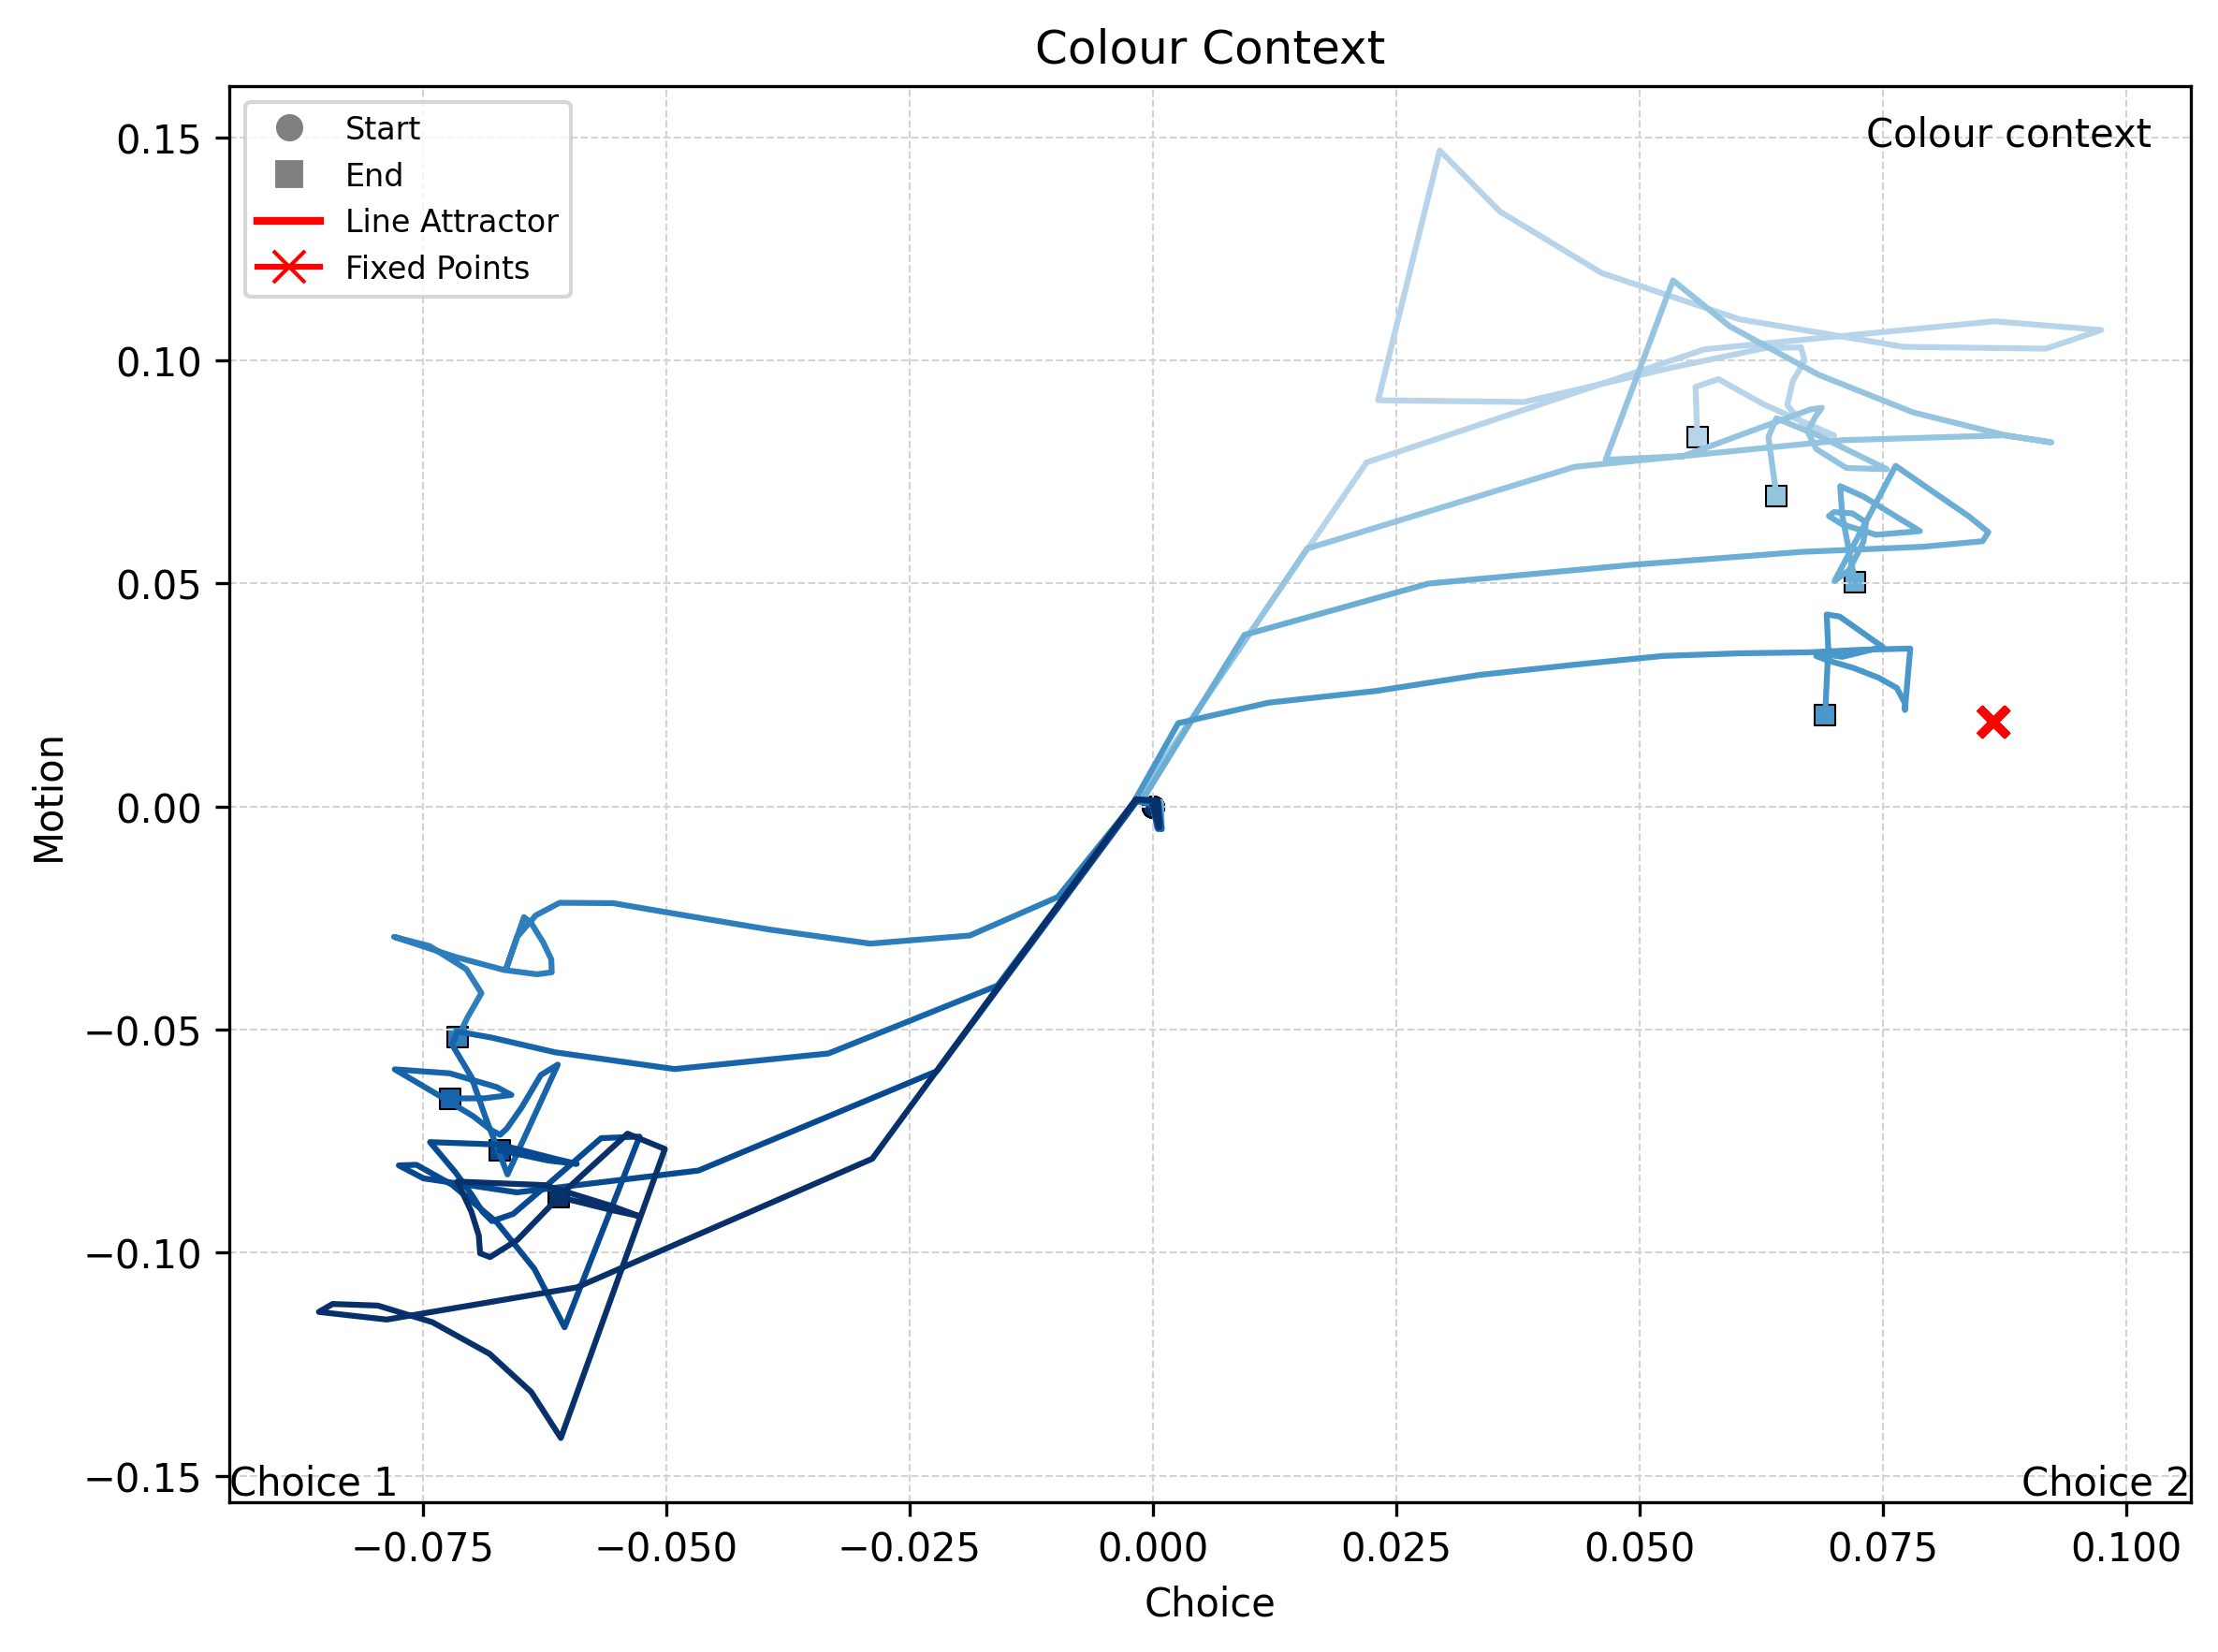 Colour Context
Start
End
Line Attractor
Fixed Points
Colour context
0.15
0.10
0.05
0.00
−0.05
−0.10
−0.15
Motion
Choice 1
Choice 2
−0.075 −0.050 −0.025 0.000 0.025 0.050 0.075 0.100
Choice